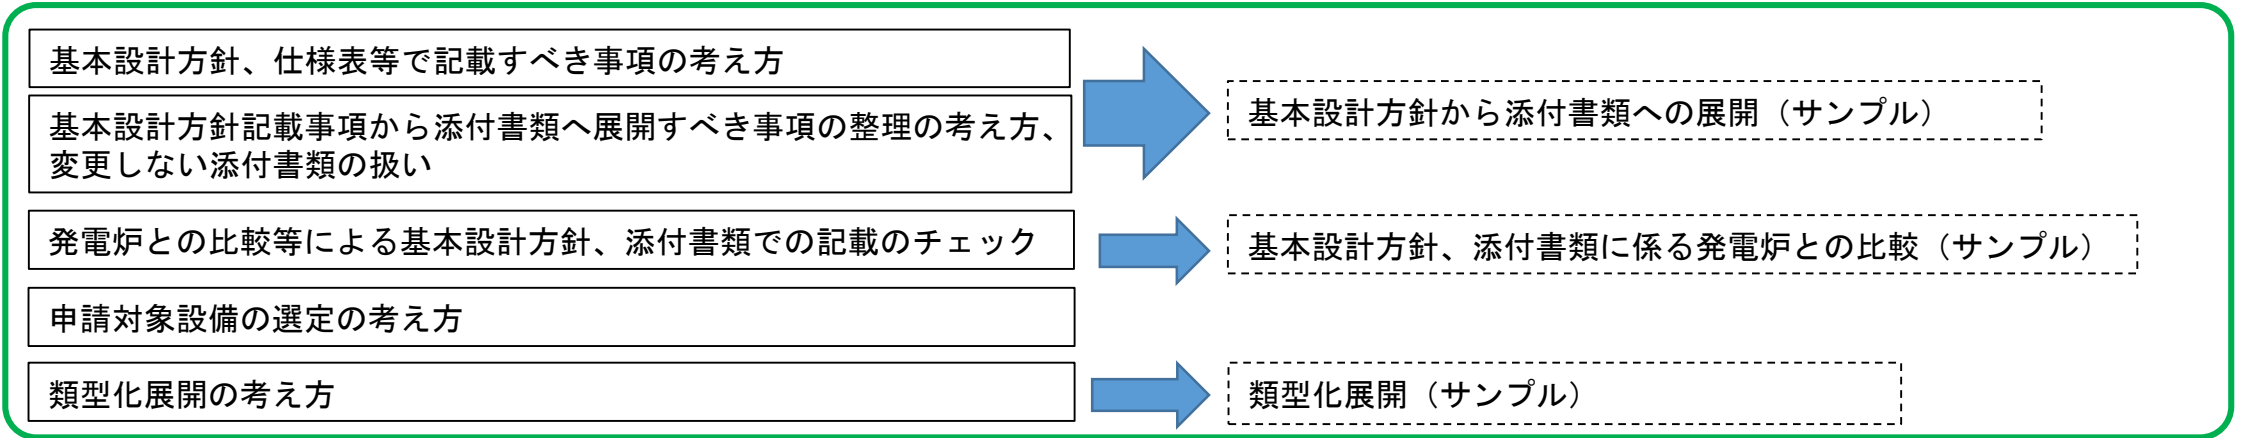 基本設計方針、仕様表等で記載すべき事項の考え方
基本設計方針記載事項から添付書類へ展開すべき事項の整理の考え方、
変更しない添付書類の扱い
基本設計方針から添付書類への展開（サンプル）
発電炉との比較等による基本設計方針、添付書類での記載のチェック
基本設計方針、添付書類に係る発電炉との比較（サンプル）
申請対象設備の選定の考え方
類型化展開の考え方
類型化展開（サンプル）